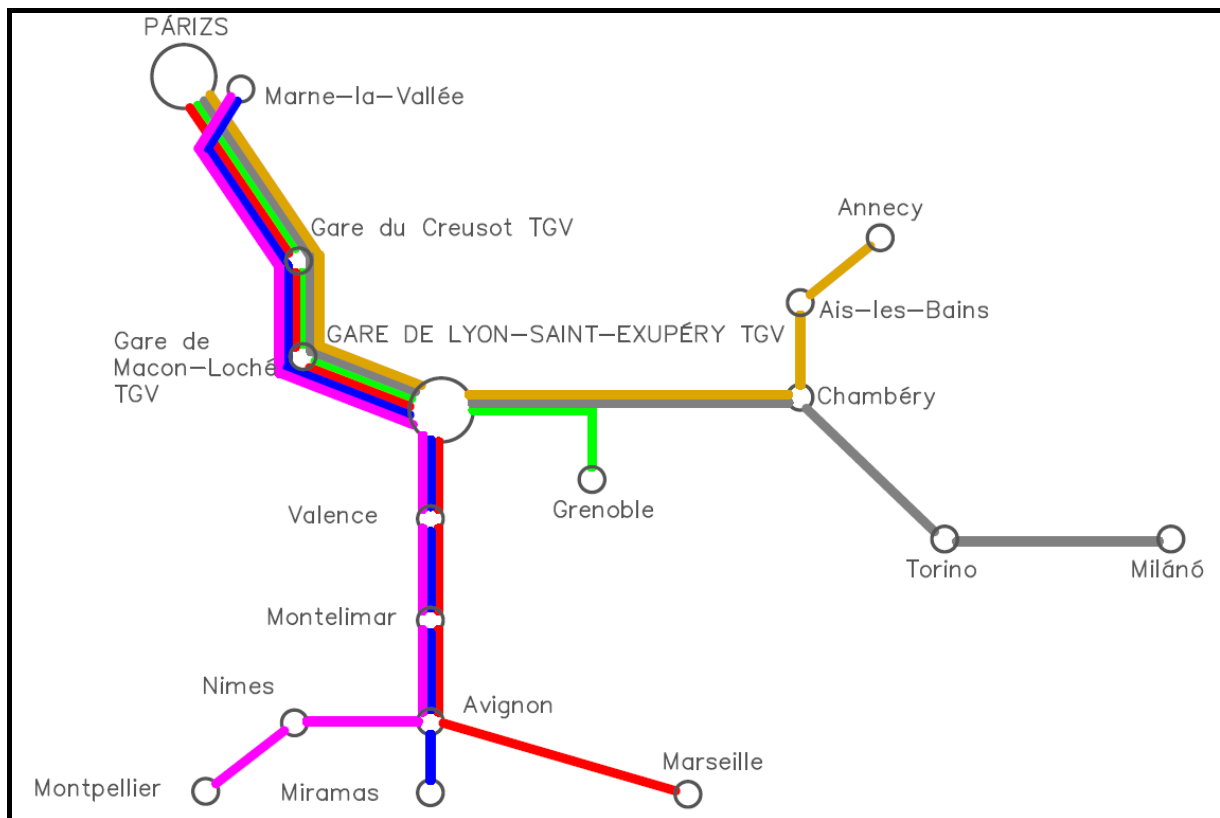 PÁRIZS
Marne-la-Vallée
Annecy
Gare du Creusot TGV
Ais-les-Bains
GARE DE LYON-SAINT-EXUPÉRY TGV
Gare de
Macon-Loché
TGV
Chambéry
Valence
Grenoble
Torino
Milánó
Montelimar
Nimes
Avignon
Marseille
Montpellier
Miramas